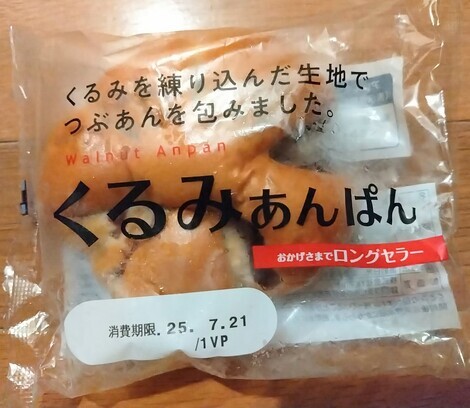 くるみを練り込んだ生地で
つぶあんを包みました。
Walnut Anpan
くるみあんぱん
おかげさまでロングセラー
消費期限. 25. 7.21
/1VP